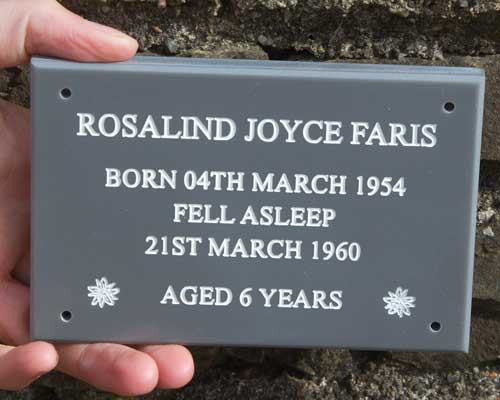 ROSALIND JOYCE FARIS
BORN 04TH MARCH 1954
FELL ASLEEP
21ST MARCH 1960
AGED 6 YEARS